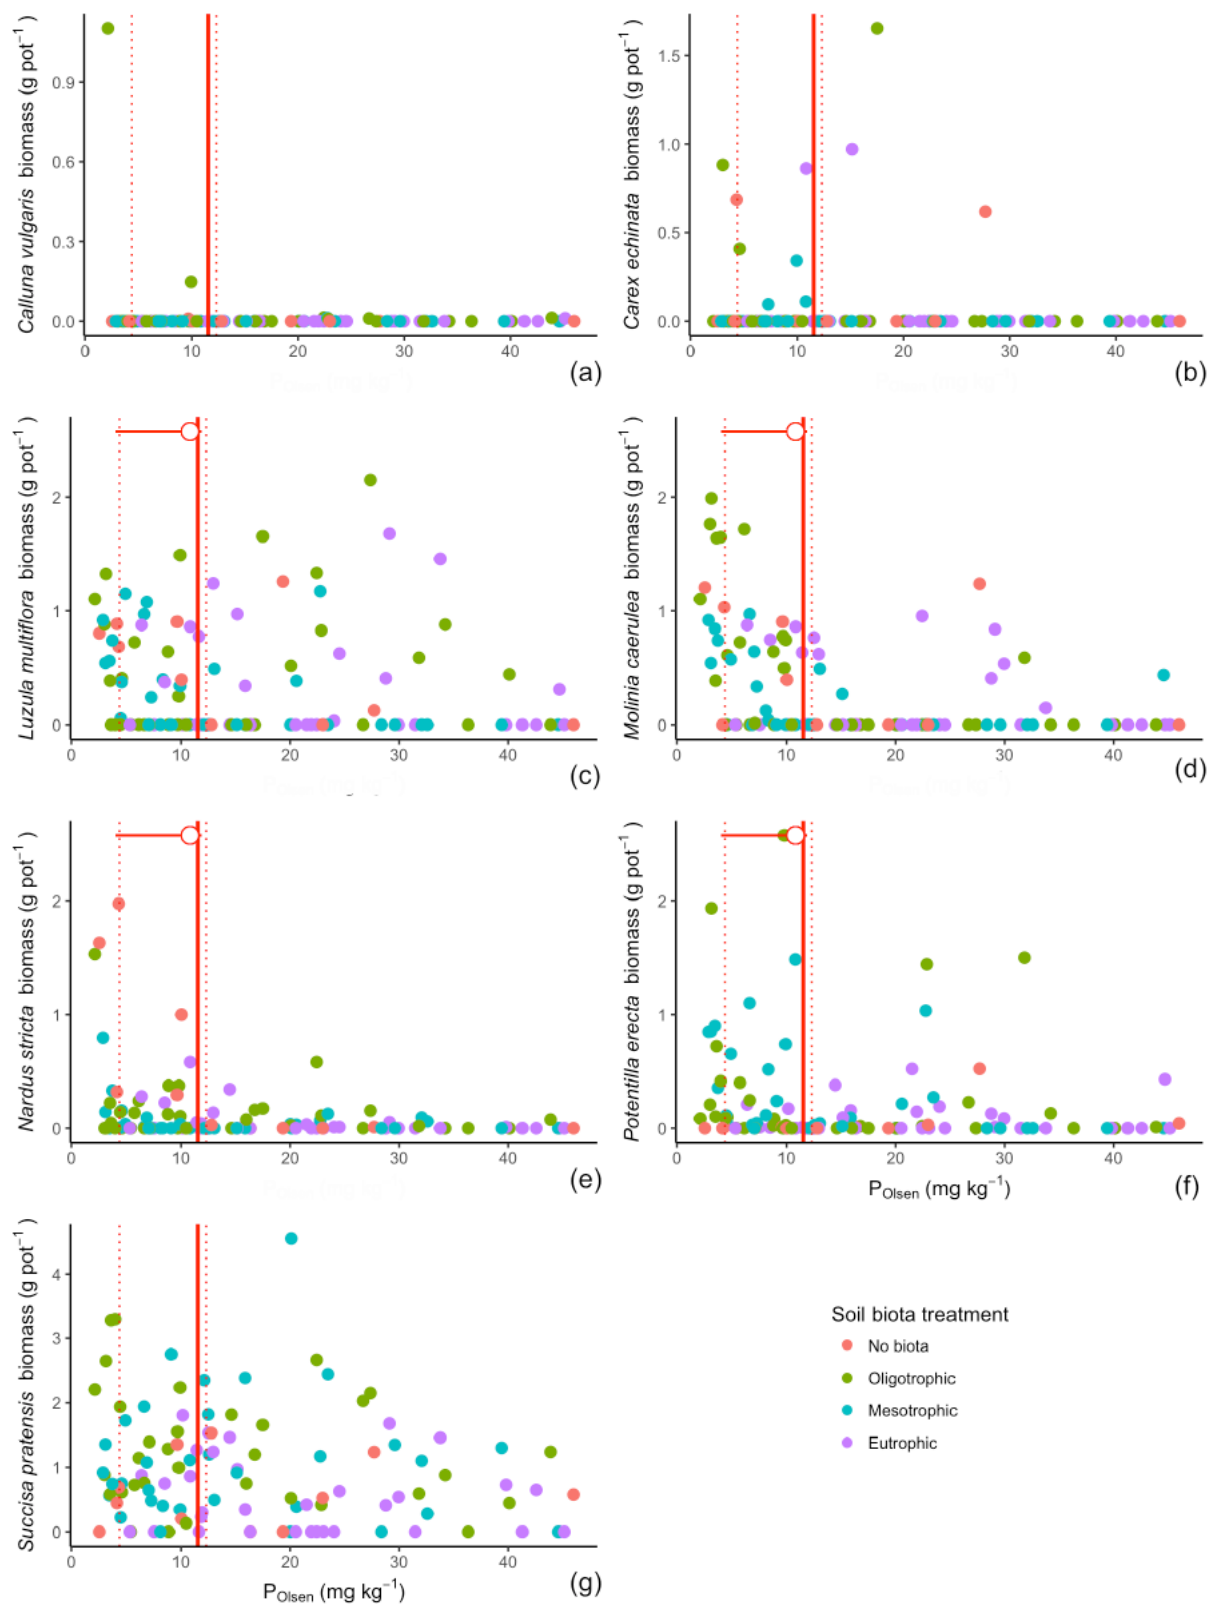 Calluna vulgaris biomass (g pot⁻¹)
0.9
0.6
0.3
0.0
0 10 20 30 40
(a)
Carex echinata biomass (g pot⁻¹)
1.5
1.0
0.5
0.0
0 10 20 30 40
(b)
Luzula multiflora biomass (g pot⁻¹)
2
1
0
0 10 20 30 40
(c)
Molinia caerulea biomass (g pot⁻¹)
2
1
0
0 10 20 30 40
(d)
Nardus stricta biomass (g pot⁻¹)
2
1
0
0 10 20 30 40
(e)
Potentilla erecta biomass (g pot⁻¹)
2
1
0
0 10 20 30 40
P_Olsen (mg kg⁻¹)
(f)
Succisa pratensis biomass (g pot⁻¹)
4
3
2
1
0
0 10 20 30 40
P_Olsen (mg kg⁻¹)
(g)
Soil biota treatment
No biota
Oligotrophic
Mesotrophic
Eutrophic